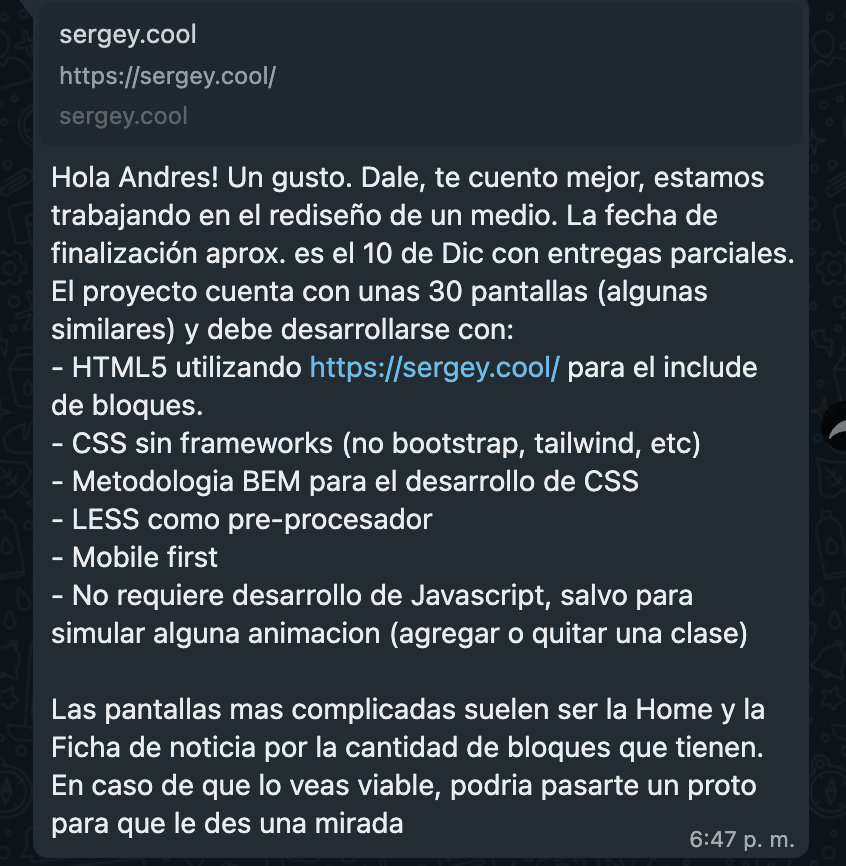 sergey.cool
https://sergey.cool/
sergey.cool
Hola Andres! Un gusto. Dale, te cuento mejor, estamos
trabajando en el rediseño de un medio. La fecha de
finalización aprox. es el 10 de Dic con entregas parciales.
El proyecto cuenta con unas 30 pantallas (algunas
similares) y debe desarrollarse con:
- HTML5 utilizando https://sergey.cool/ para el include
de bloques.
- CSS sin frameworks (no bootstrap, tailwind, etc)
- Metodologia BEM para el desarrollo de CSS
- LESS como pre-procesador
- Mobile first
- No requiere desarrollo de Javascript, salvo para
simular alguna animacion (agregar o quitar una clase)
Las pantallas mas complicadas suelen ser la Home y la
Ficha de noticia por la cantidad de bloques que tienen.
En caso de que lo veas viable, podria pasarte un proto
para que le des una mirada
6:47 p. m.